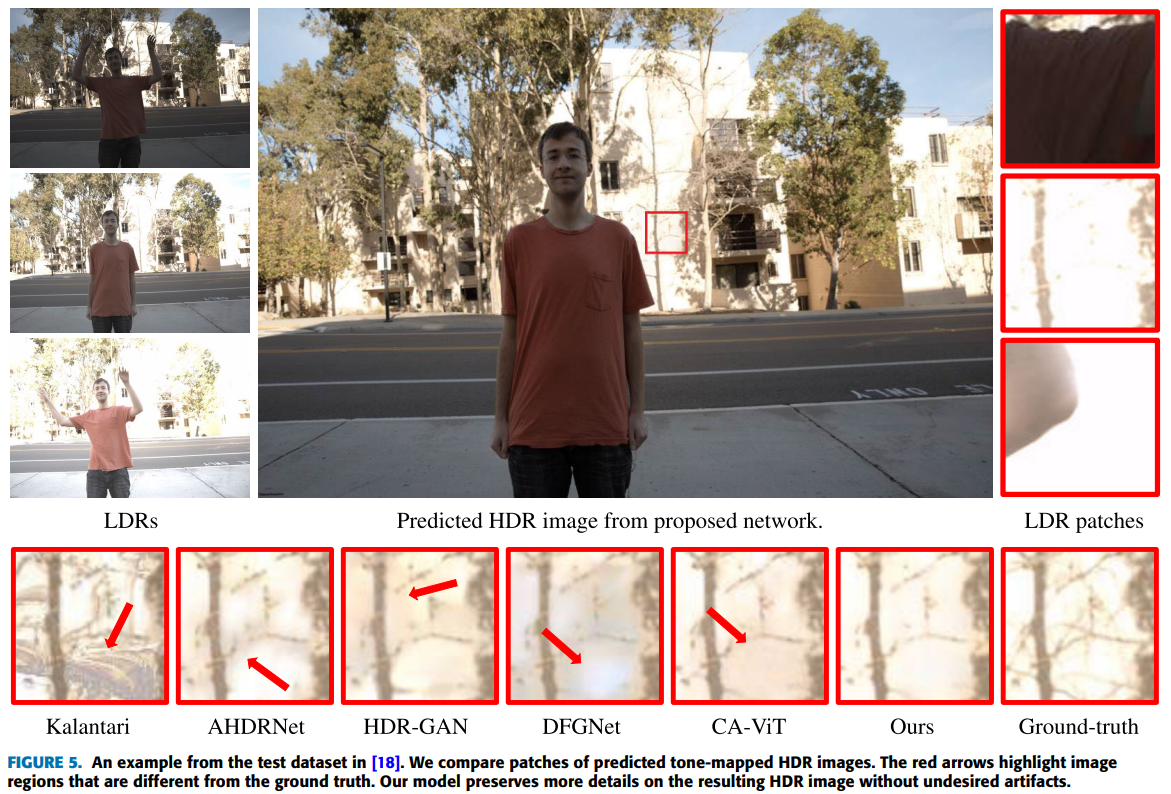 LDRs
Predicted HDR image from proposed network.
LDR patches
Kalantari
AHDRNet
HDR-GAN
DFGNet
CA-ViT
Ours
Ground-truth
FIGURE 5. An example from the test dataset in [18]. We compare patches of predicted tone-mapped HDR images. The red arrows highlight image
regions that are different from the ground truth. Our model preserves more details on the resulting HDR image without undesired artifacts.
ONLY